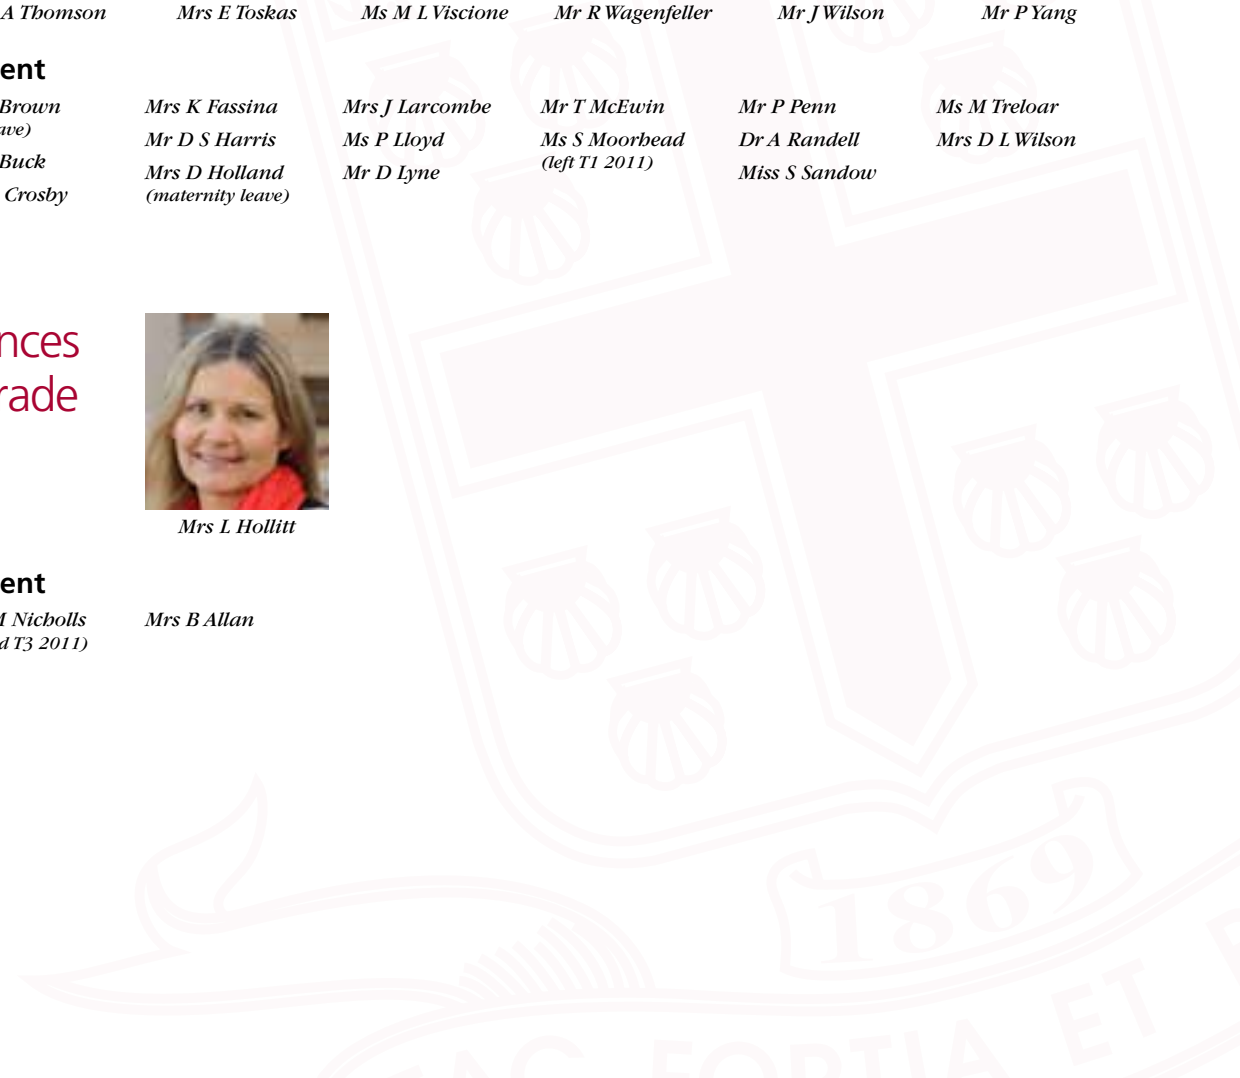 A Thomson Mrs E Toskas Ms M L Viscione Mr R Wagenfeller Mr J Wilson Mr P Yang
ent
Brown Mrs K Fassina Mrs J Larcombe Mr T McEwin Mr P Penn Ms M Treloar
ave)
Mr D S Harris Ms P Lloyd Ms S Moorhead Dr A Randell Mrs D L Wilson
Buck (left T1 2011)
Mrs D Holland Mr D Lyne Miss S Sandow
Crosby (maternity leave)
nces
rade
Mrs L Hollitt
ent
M Nicholls Mrs B Allan
d T3 2011)
1869
FAC FORTIA ET